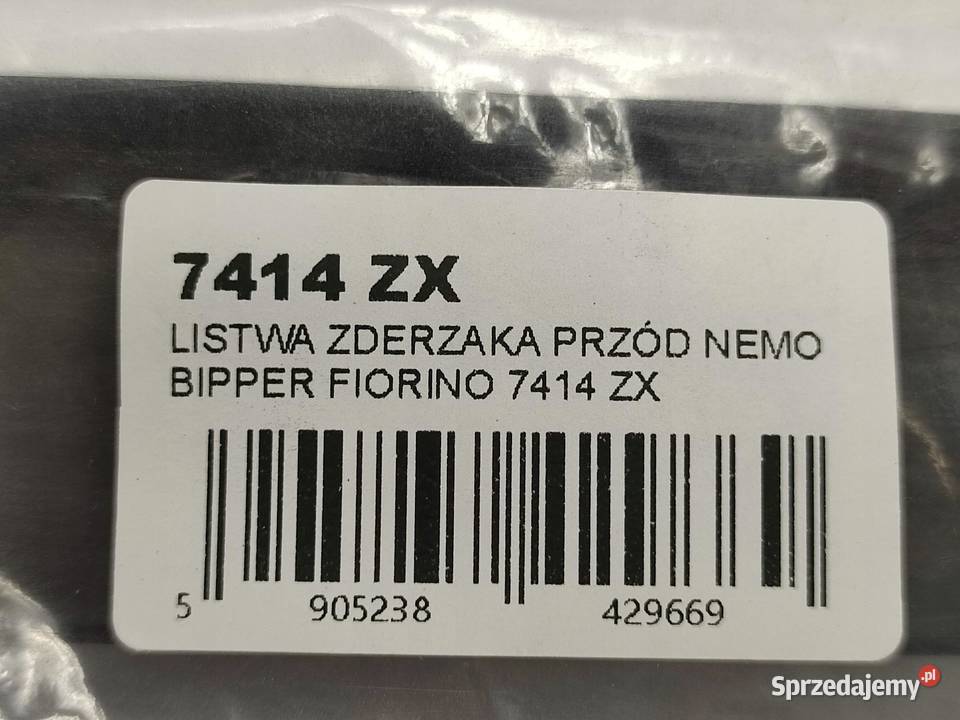 7414 ZX
LISTWA ZDERZAKA PRZÓD NEMO
BIPPER FIORINO 7414 ZX
5 905238 429669
Sprzedajemy.pl